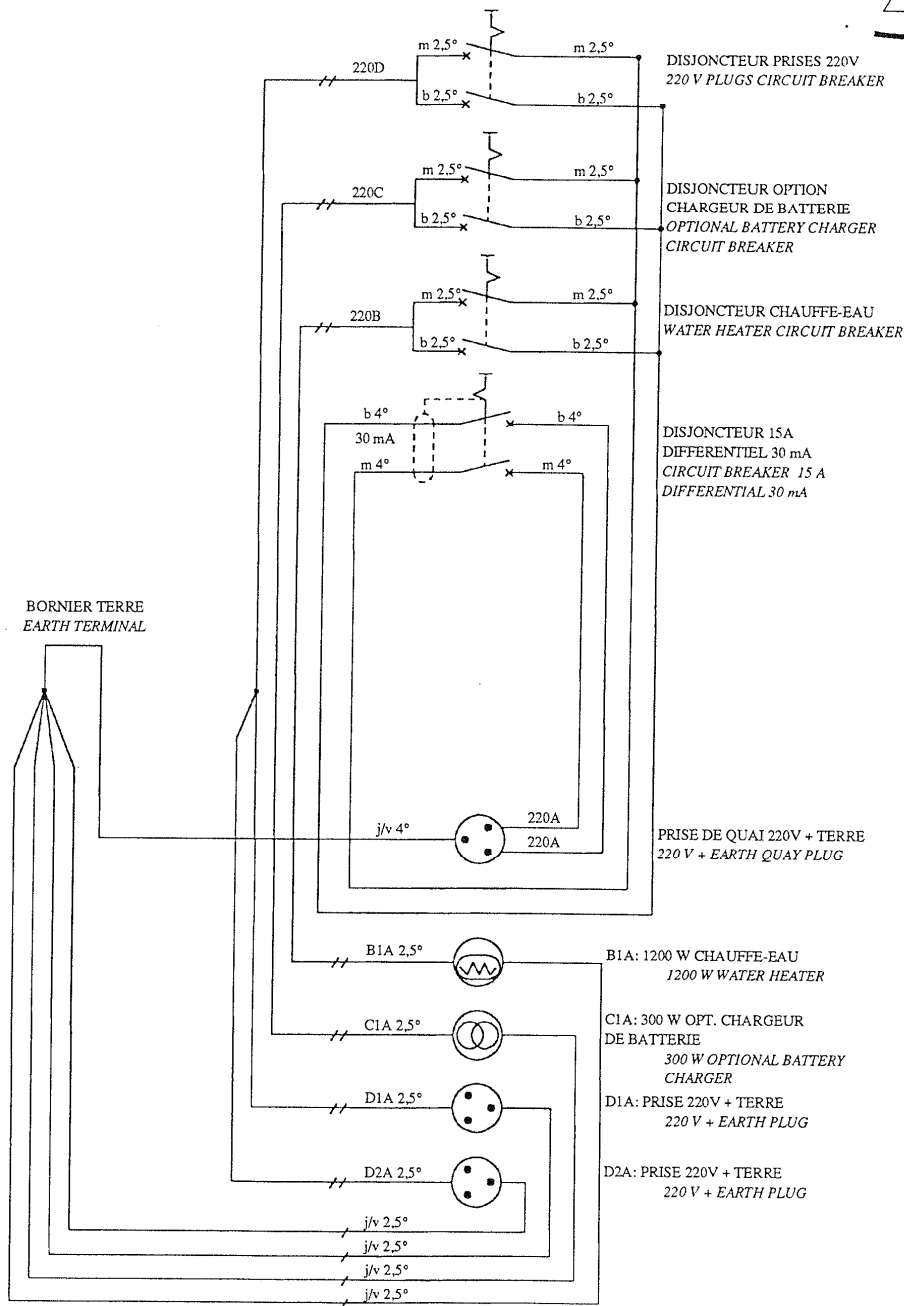 m 2,5°
m 2,5°
220D
b 2,5°
b 2,5°
DISJONCTEUR PRISES 220V
220 V PLUGS CIRCUIT BREAKER
m 2,5°
m 2,5°
220C
b 2,5°
b 2,5°
DISJONCTEUR OPTION
CHARGEUR DE BATTERIE
OPTIONAL BATTERY CHARGER
CIRCUIT BREAKER
m 2,5°
m 2,5°
220B
b 2,5°
b 2,5°
DISJONCTEUR CHAUFFE-EAU
WATER HEATER CIRCUIT BREAKER
b 4°
b 4°
30 mA
m 4°
m 4°
DISJONCTEUR 15A
DIFFERENTIEL 30 mA
CIRCUIT BREAKER 15 A
DIFFERENTIAL 30 mA
BORNIER TERRE
EARTH TERMINAL
j/v 4°
220A
220A
PRISE DE QUAI 220V + TERRE
220 V + EARTH QUAY PLUG
B1A 2,5°
B1A: 1200 W CHAUFFE-EAU
1200 W WATER HEATER
C1A 2,5°
C1A: 300 W OPT. CHARGEUR
DE BATTERIE
300 W OPTIONAL BATTERY
CHARGER
D1A 2,5°
D1A: PRISE 220V + TERRE
220 V + EARTH PLUG
D2A 2,5°
D2A: PRISE 220V + TERRE
220 V + EARTH PLUG
j/v 2,5°
j/v 2,5°
j/v 2,5°
j/v 2,5°